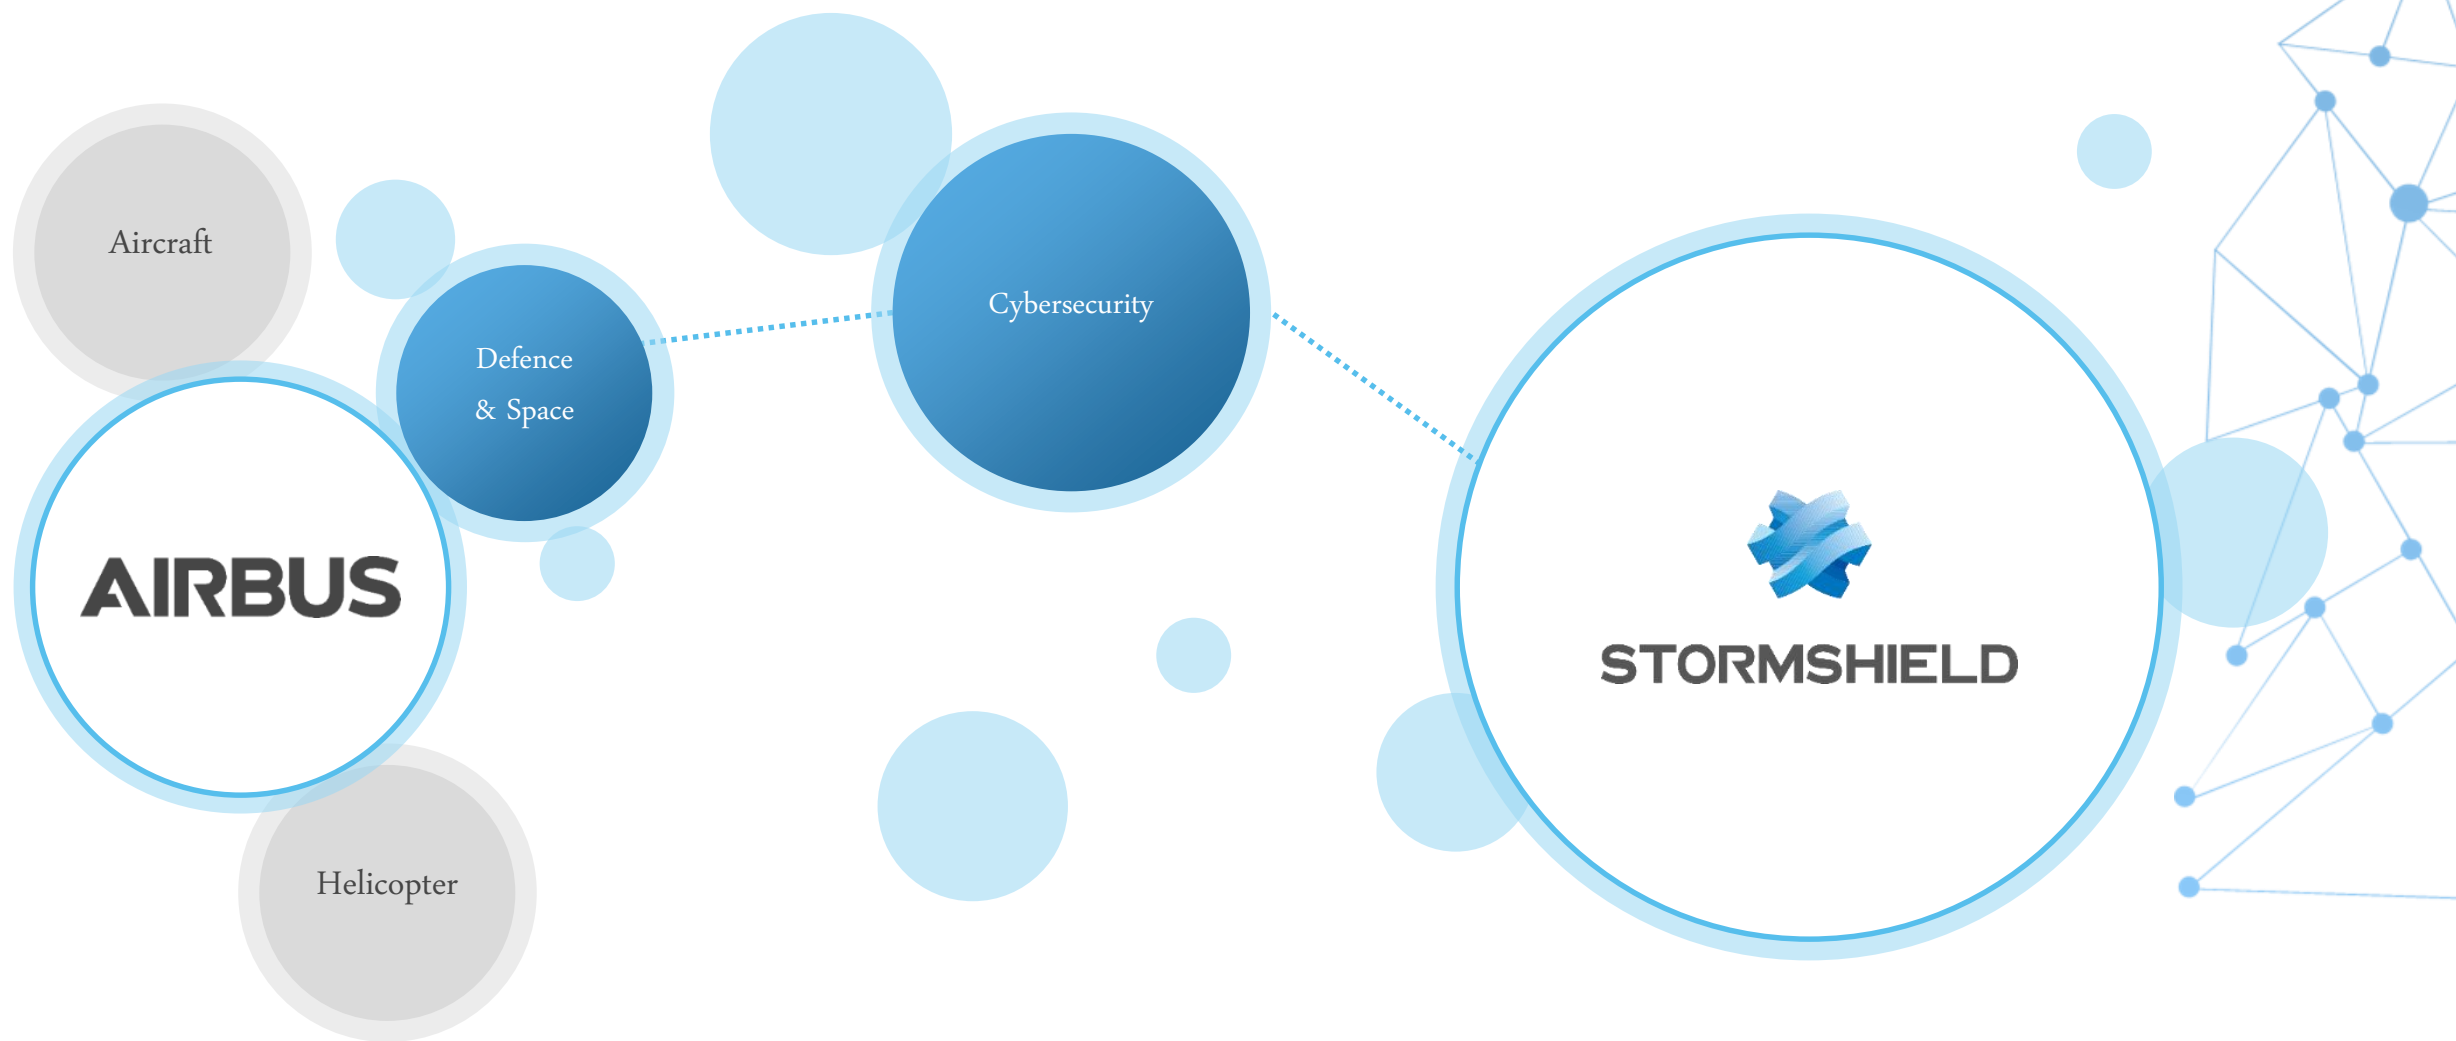 Aircraft
Defence
& Space
Cybersecurity
AIRBUS
STORMSHIELD
Helicopter